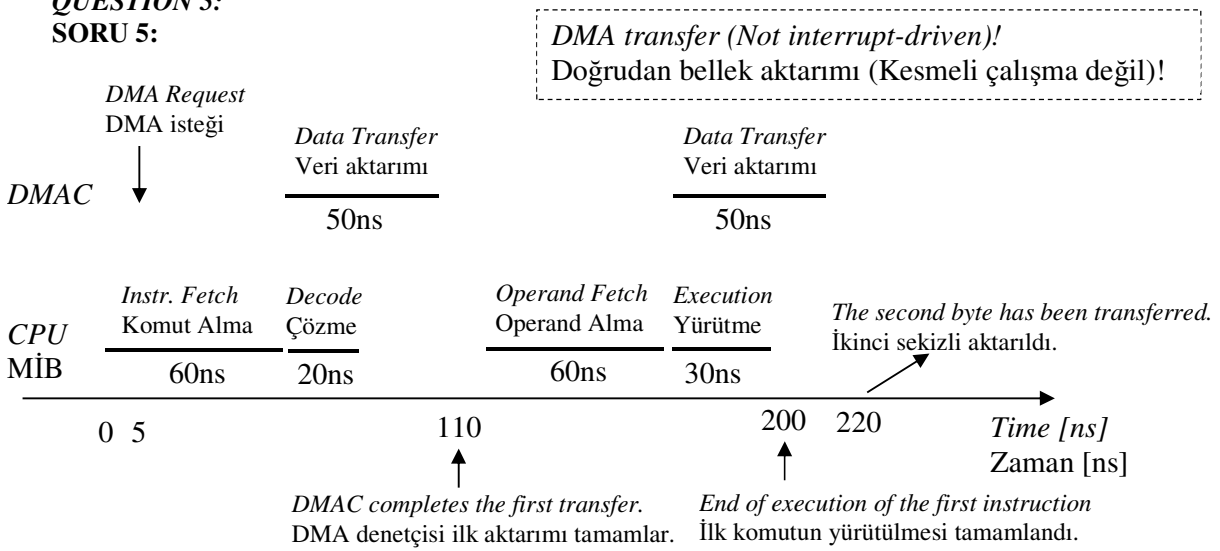 QUESTION 5:
SORU 5:
DMA transfer (Not interrupt-driven)!
Doğrudan bellek aktarımı (Kesmeli çalışma değil)!
DMA Request
DMA isteği
Data Transfer
Veri aktarımı
Data Transfer
Veri aktarımı
DMAC
50ns
50ns
Instr. Fetch
Komut Alma
Decode
Çözme
Operand Fetch
Operand Alma
Execution
Yürütme
The second byte has been transferred.
İkinci sekizli aktarıldı.
CPU
MİB
60ns
20ns
60ns
30ns
0 5
110
200
220
Time [ns]
Zaman [ns]
DMAC completes the first transfer.
DMA denetçisi ilk aktarımı tamamlar.
End of execution of the first instruction
İlk komutun yürütülmesi tamamlandı.